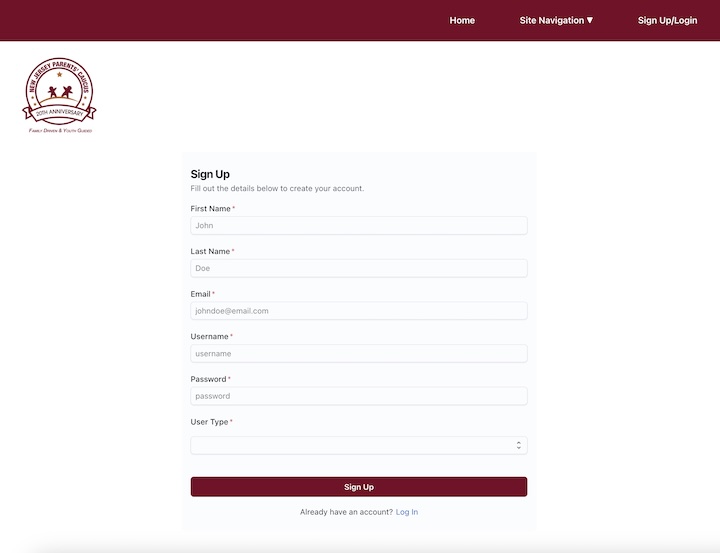 Home
Site Navigation ▼
Sign Up/Login
NEW JERSEY PARENTS' CAUCUS
20TH ANNIVERSARY
FAMILY DRIVEN & YOUTH GUIDED
Sign Up
Fill out the details below to create your account.
First Name *
John
Last Name *
Doe
Email *
johndoe@email.com
Username *
username
Password *
password
User Type *
Sign Up
Already have an account? Log In